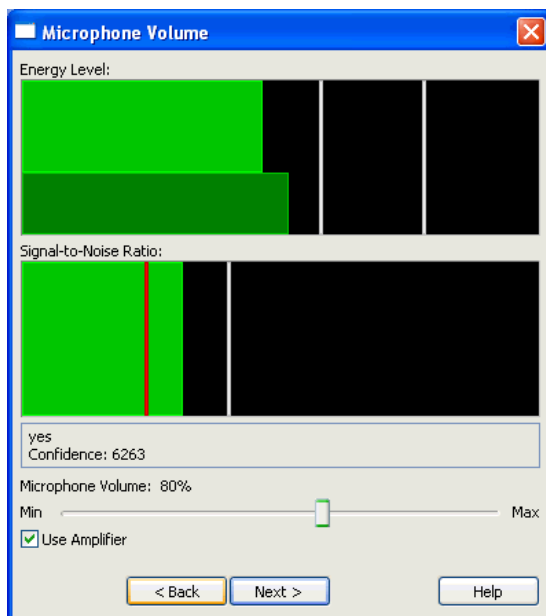 Microphone Volume
Energy Level:
Signal-to-Noise Ratio:
yes
Confidence: 6263
Microphone Volume: 80%
Min Max
Use Amplifier
< Back Next > Help